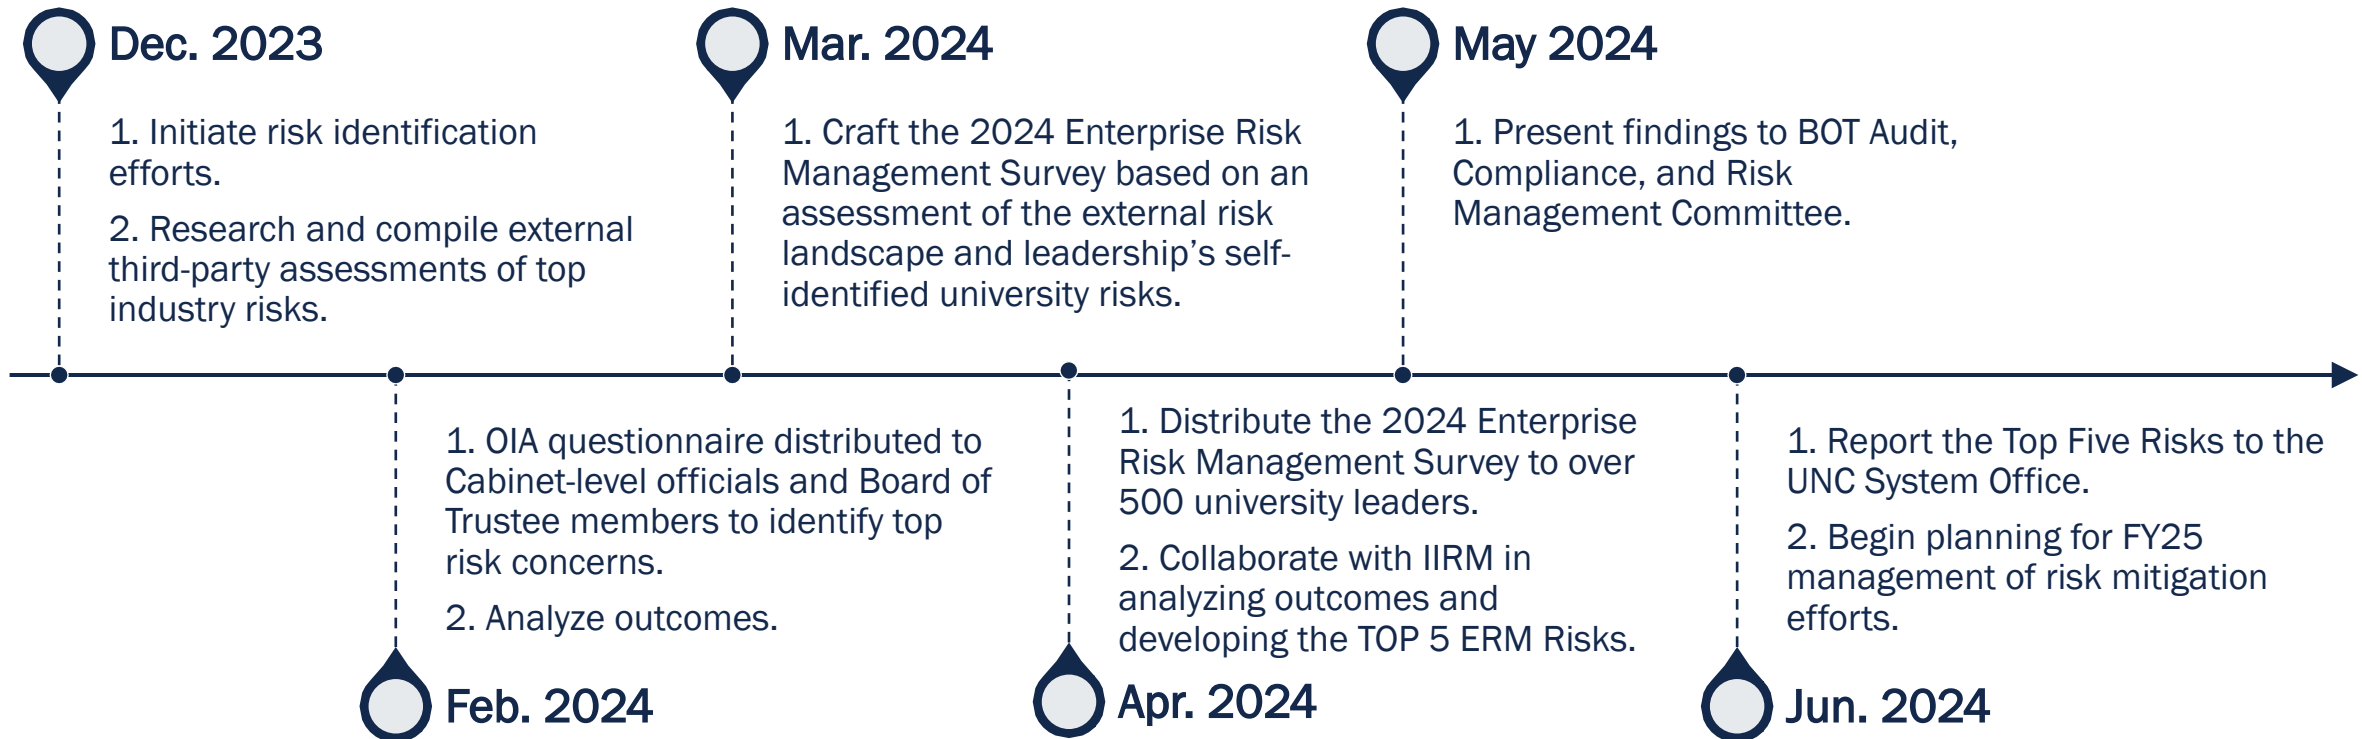 Dec. 2023
1. Initiate risk identification
efforts.
2. Research and compile external
third-party assessments of top
industry risks.
Feb. 2024
1. OIA questionnaire distributed to
Cabinet-level officials and Board of
Trustee members to identify top
risk concerns.
2. Analyze outcomes.
Mar. 2024
1. Craft the 2024 Enterprise Risk
Management Survey based on an
assessment of the external risk
landscape and leadership’s self-
identified university risks.
Apr. 2024
1. Distribute the 2024 Enterprise
Risk Management Survey to over
500 university leaders.
2. Collaborate with IIRM in
analyzing outcomes and
developing the TOP 5 ERM Risks.
May 2024
1. Present findings to BOT Audit,
Compliance, and Risk
Management Committee.
Jun. 2024
1. Report the Top Five Risks to the
UNC System Office.
2. Begin planning for FY25
management of risk mitigation
efforts.